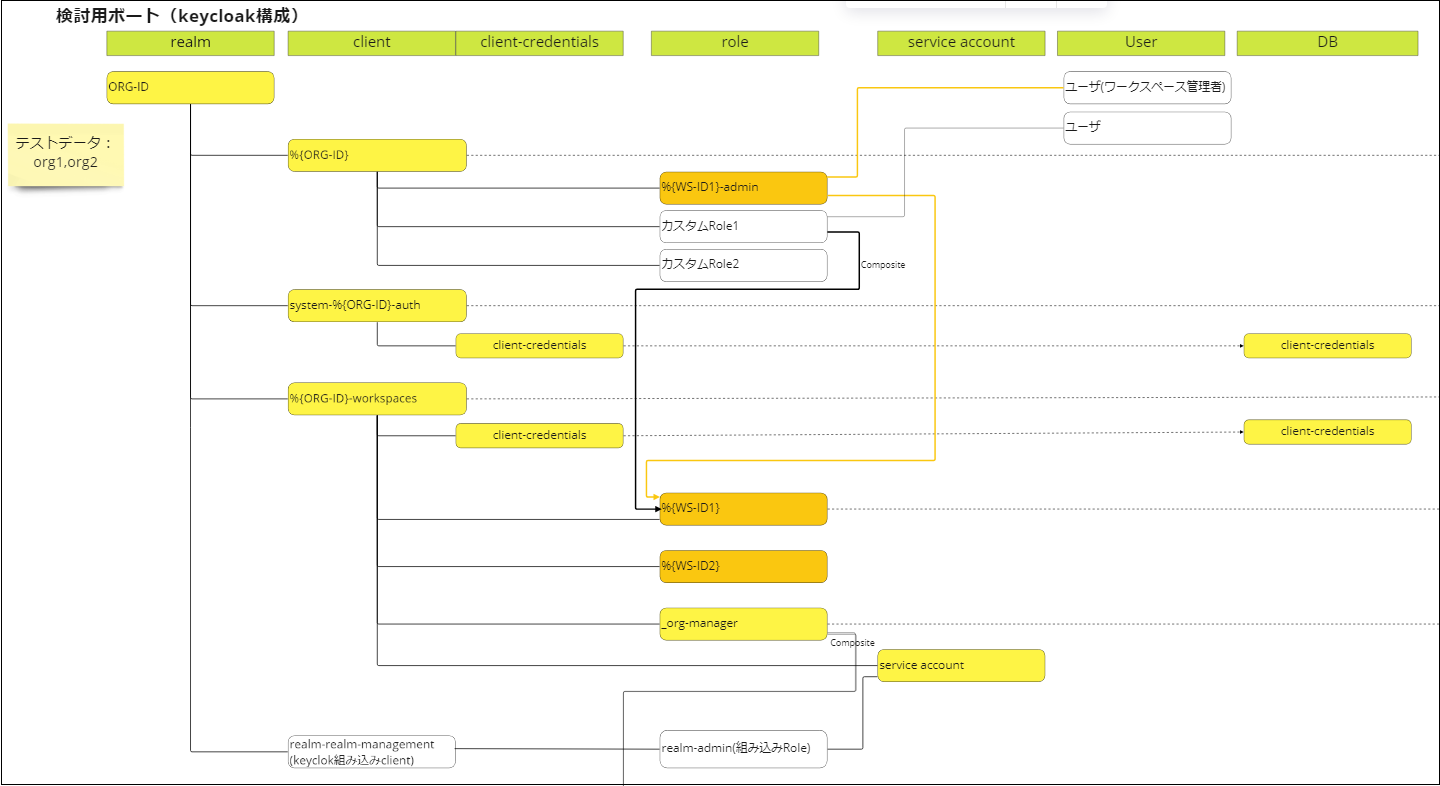 検討用ボート（keycloak構成）
realm
client
client-credentials
role
service account
User
DB
ORG-ID
ユーザ(ワークスペース管理者)
ユーザ
テストデータ：
org1,org2
%{ORG-ID}
%{WS-ID1}-admin
カスタムRole1
カスタムRole2
Composite
system-%{ORG-ID}-auth
client-credentials
client-credentials
%{ORG-ID}-workspaces
client-credentials
client-credentials
%{WS-ID1}
%{WS-ID2}
_org-manager
Composite
service account
realm-realm-management
(keyclok組み込みclient)
realm-admin(組み込みRole)